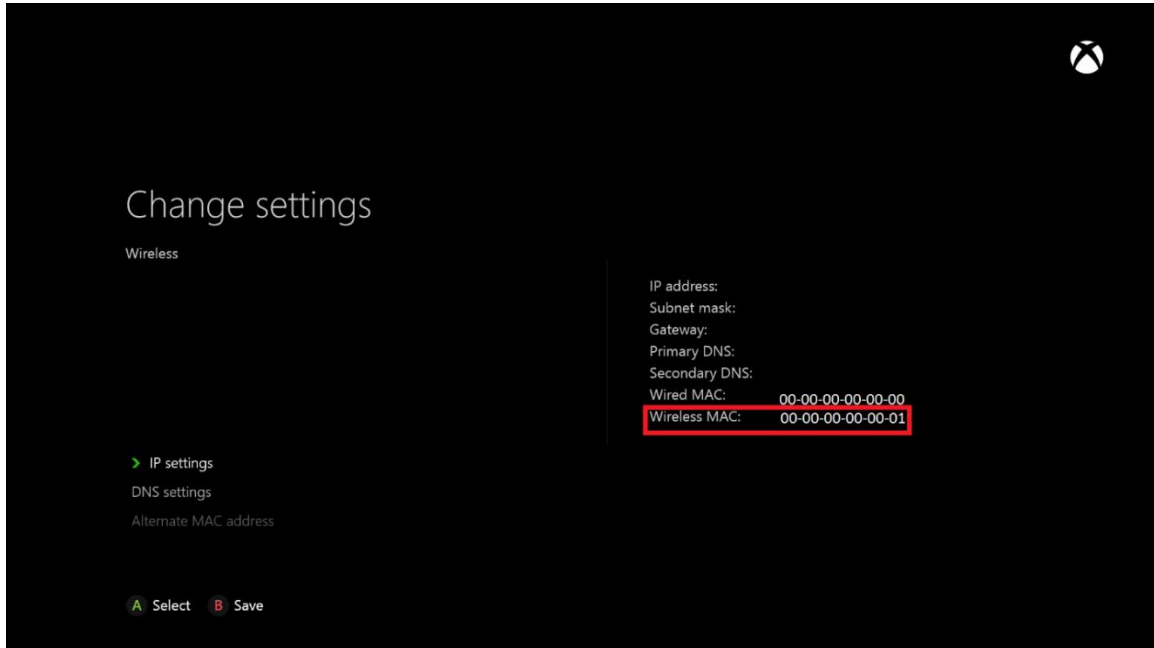 Change settings
Wireless
IP address:
Subnet mask:
Gateway:
Primary DNS:
Secondary DNS:
Wired MAC: 00-00-00-00-00-00
Wireless MAC: 00-00-00-00-00-01
IP settings
DNS settings
Alternate MAC address
A Select B Save